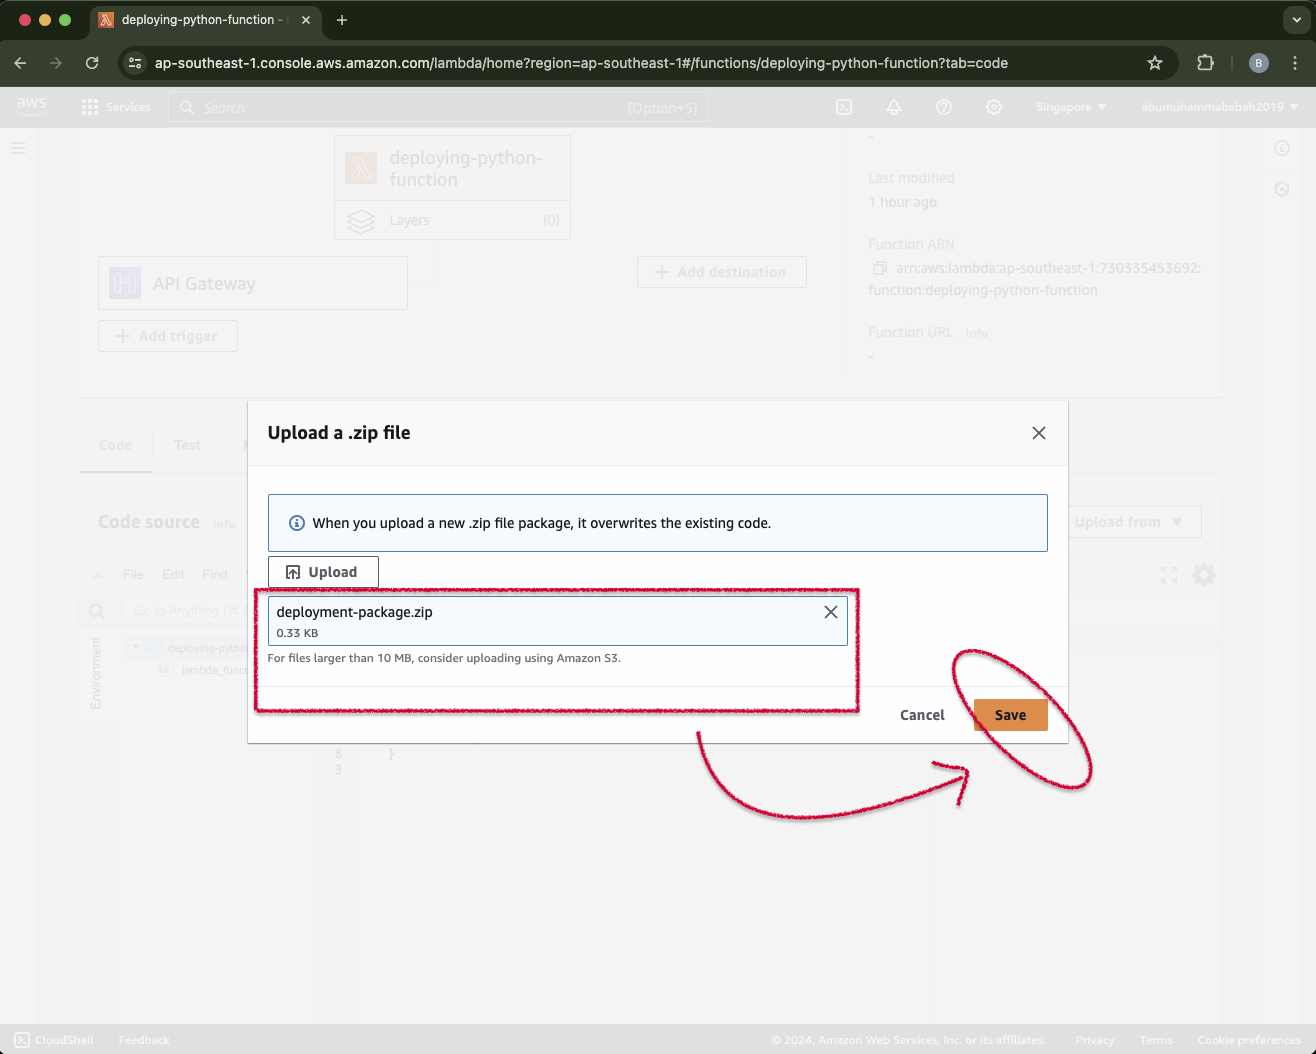 deploying-python-function -
ap-southeast-1.console.aws.amazon.com/lambda/home?region=ap-southeast-1#/functions/deploying-python-function?tab=code
B
aws
Services
Search
[Option+S]
Singapore
abumuhammababah2019
deploying-python-
function
Layers
(0)
API Gateway
Add trigger
Add destination
-
Last modified
1 hour ago
Function ARN
arn:aws:lambda:ap-southeast-1:730335453692:
function:deploying-python-function
Function URL Info
-
Code
Test
Code source Info
Upload from
File Edit Find
Go to Anything (⌘
Environment
deploying-pytho
lambda_funct
Upload a .zip file
When you upload a new .zip file package, it overwrites the existing code.
Upload
deployment-package.zip
0.33 KB
For files larger than 10 MB, consider uploading using Amazon S3.
Cancel
Save
8 }
9
CloudShell
Feedback
© 2024, Amazon Web Services, Inc. or its affiliates.
Privacy
Terms
Cookie preferences